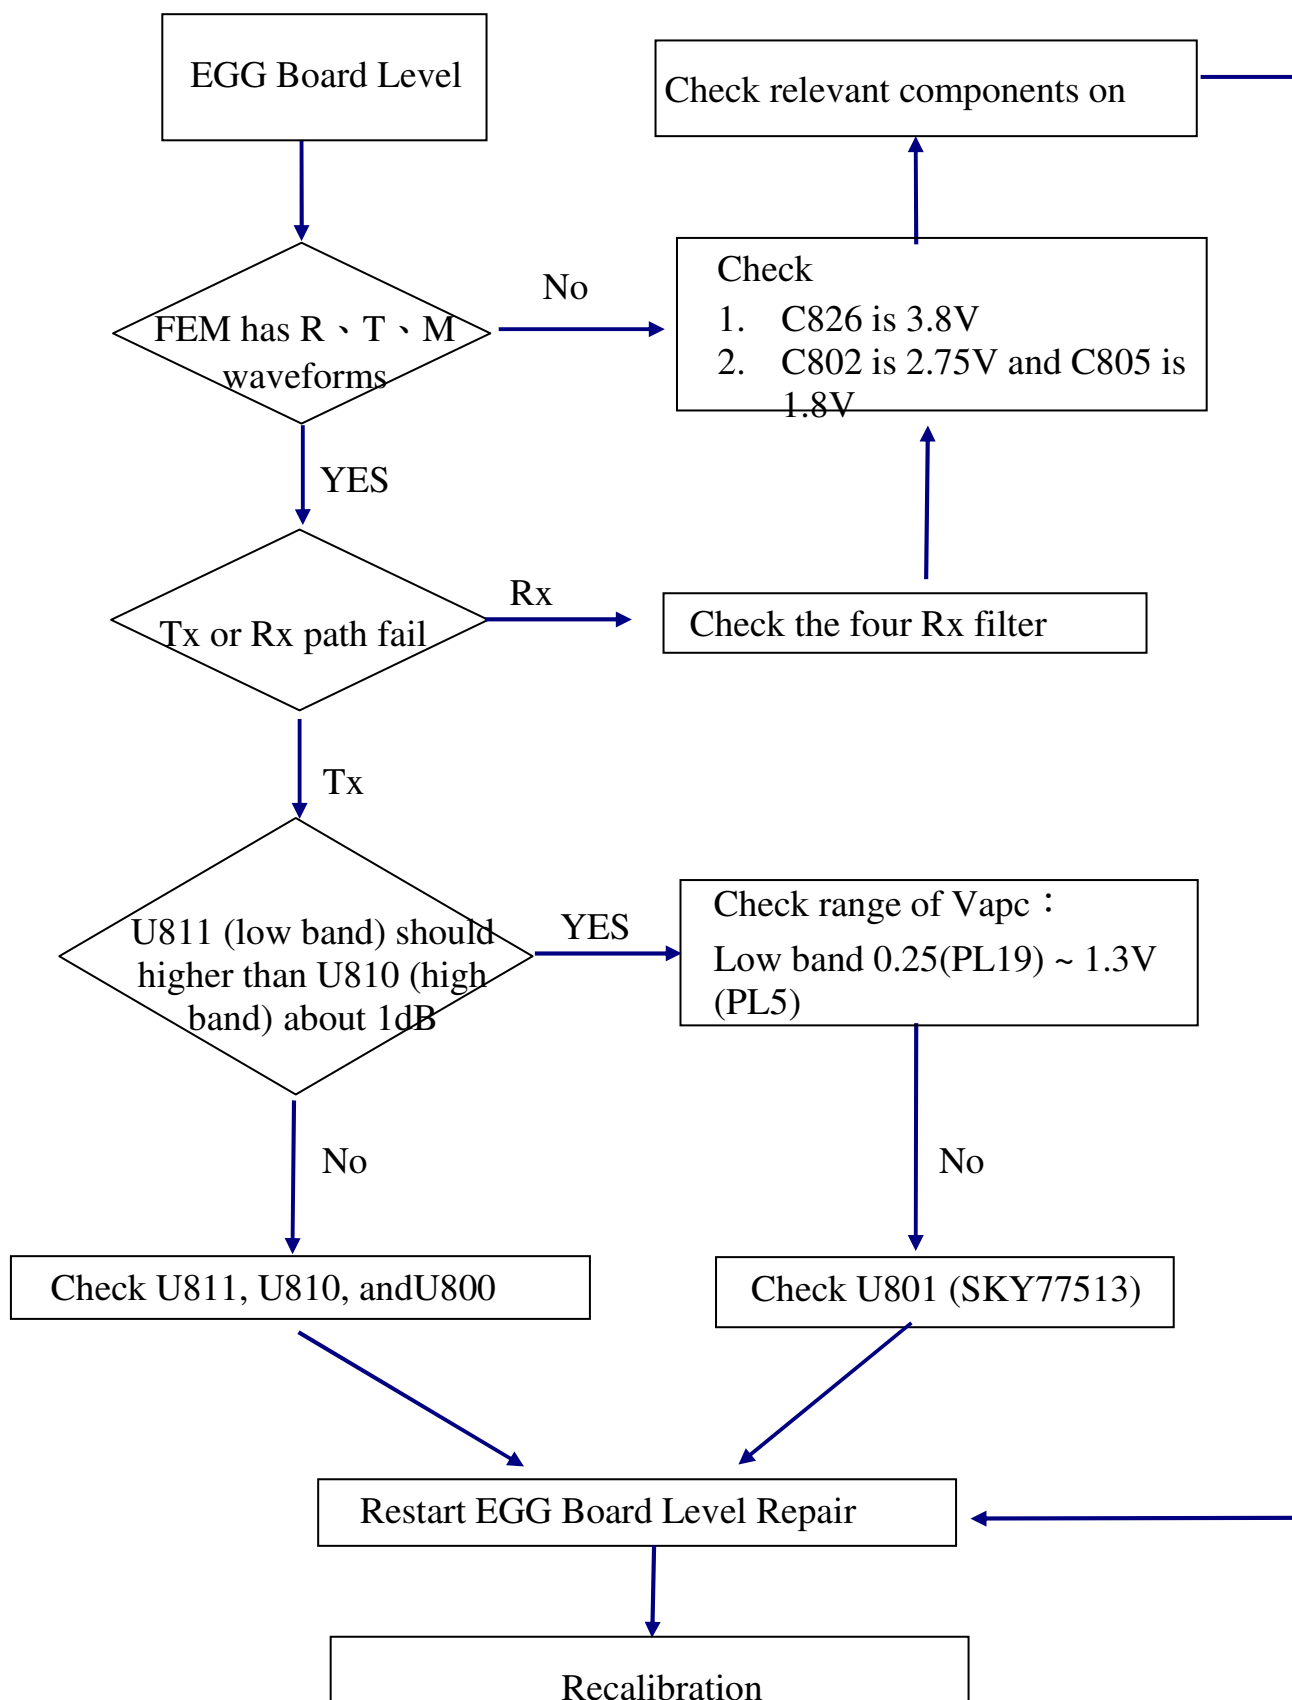 EGG Board Level
Check relevant components on
FEM has R、T、M
waveforms
No
Check
1. C826 is 3.8V
2. C802 is 2.75V and C805 is
1.8V
YES
Tx or Rx path fail
Rx
Check the four Rx filter
Tx
U811 (low band) should
higher than U810 (high
band) about 1dB
YES
Check range of Vapc：
Low band 0.25(PL19) ~ 1.3V
(PL5)
No
No
Check U811, U810, andU800
Check U801 (SKY77513)
Restart EGG Board Level Repair
Recalibration